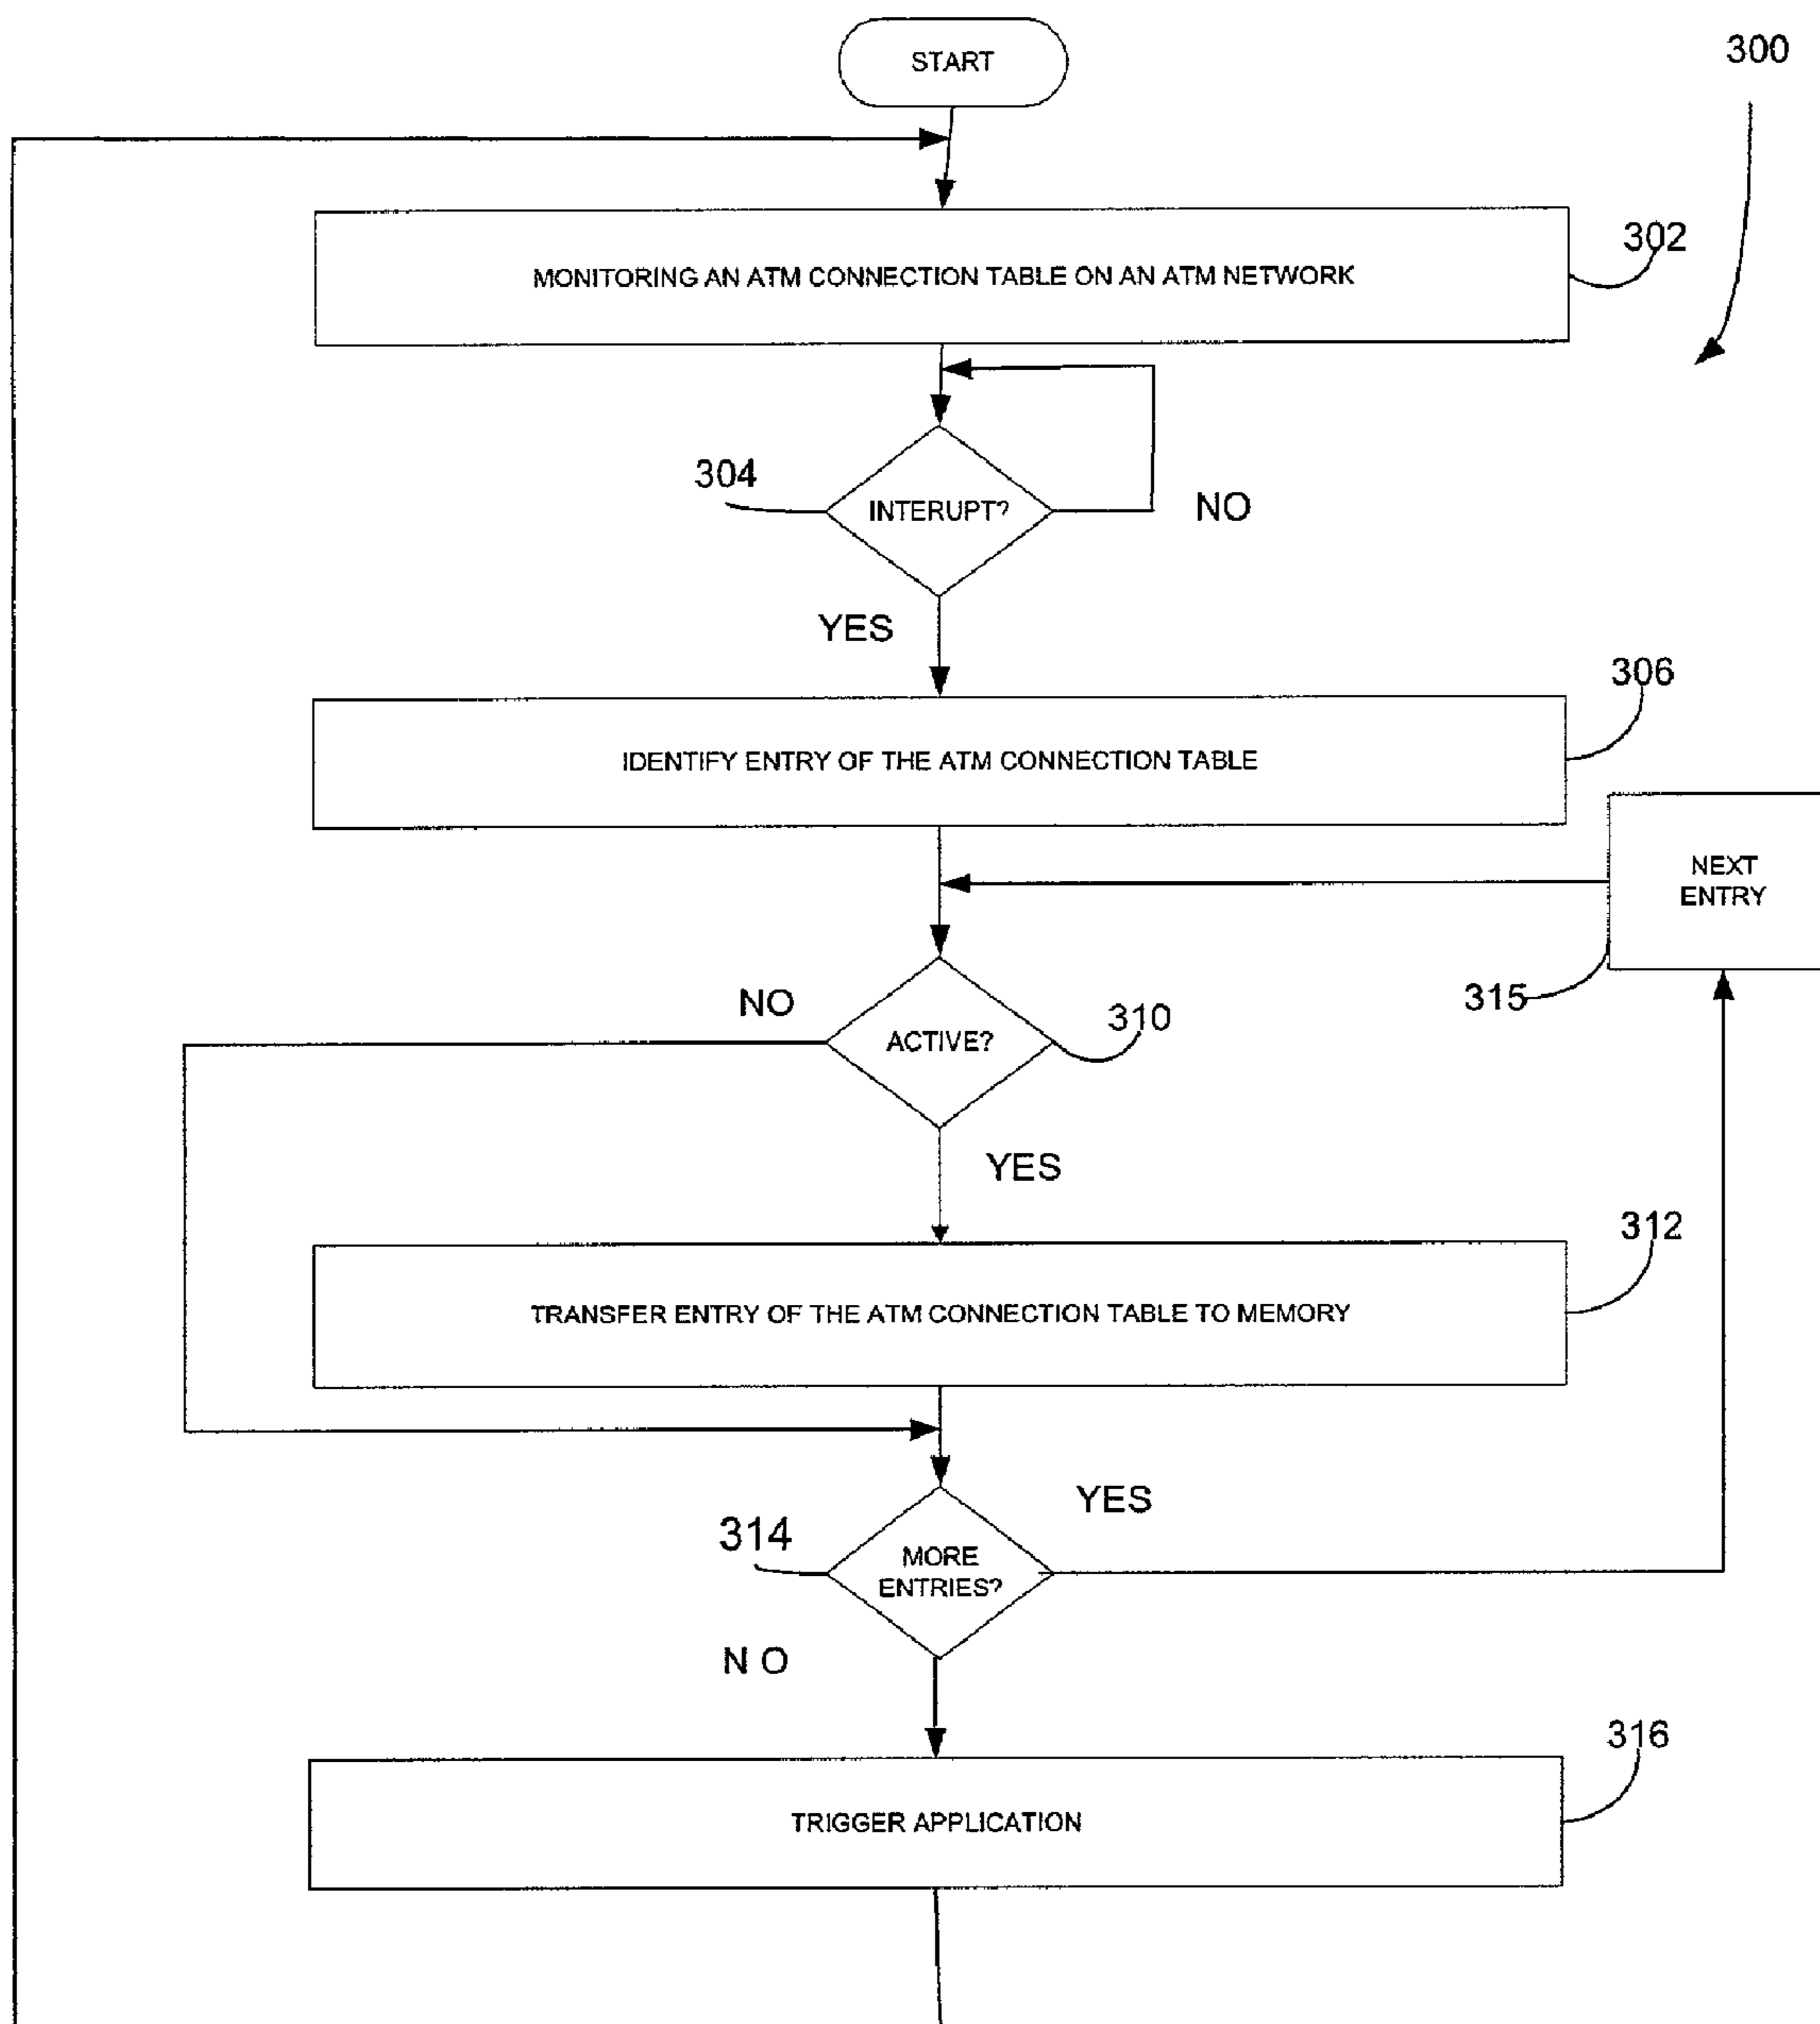 START
300
302
MONITORING AN ATM CONNECTION TABLE ON AN ATM NETWORK
304
INTERUPT?
NO
YES
306
IDENTIFY ENTRY OF THE ATM CONNECTION TABLE
NEXT
ENTRY
315
NO
310
ACTIVE?
YES
312
TRANSFER ENTRY OF THE ATM CONNECTION TABLE TO MEMORY
YES
314
MORE
ENTRIES?
N O
316
TRIGGER APPLICATION